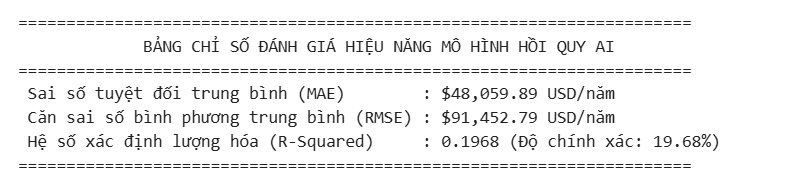 ======================================================================
BẢNG CHỈ SỐ ĐÁNH GIÁ HIỆU NĂNG MÔ HÌNH HỒI QUY AI
======================================================================
Sai số tuyệt đối trung bình (MAE) : $48,059.89 USD/năm
Căn sai số bình phương trung bình (RMSE) : $91,452.79 USD/năm
Hệ số xác định lượng hóa (R-Squared) : 0.1968 (Độ chính xác: 19.68%)
======================================================================